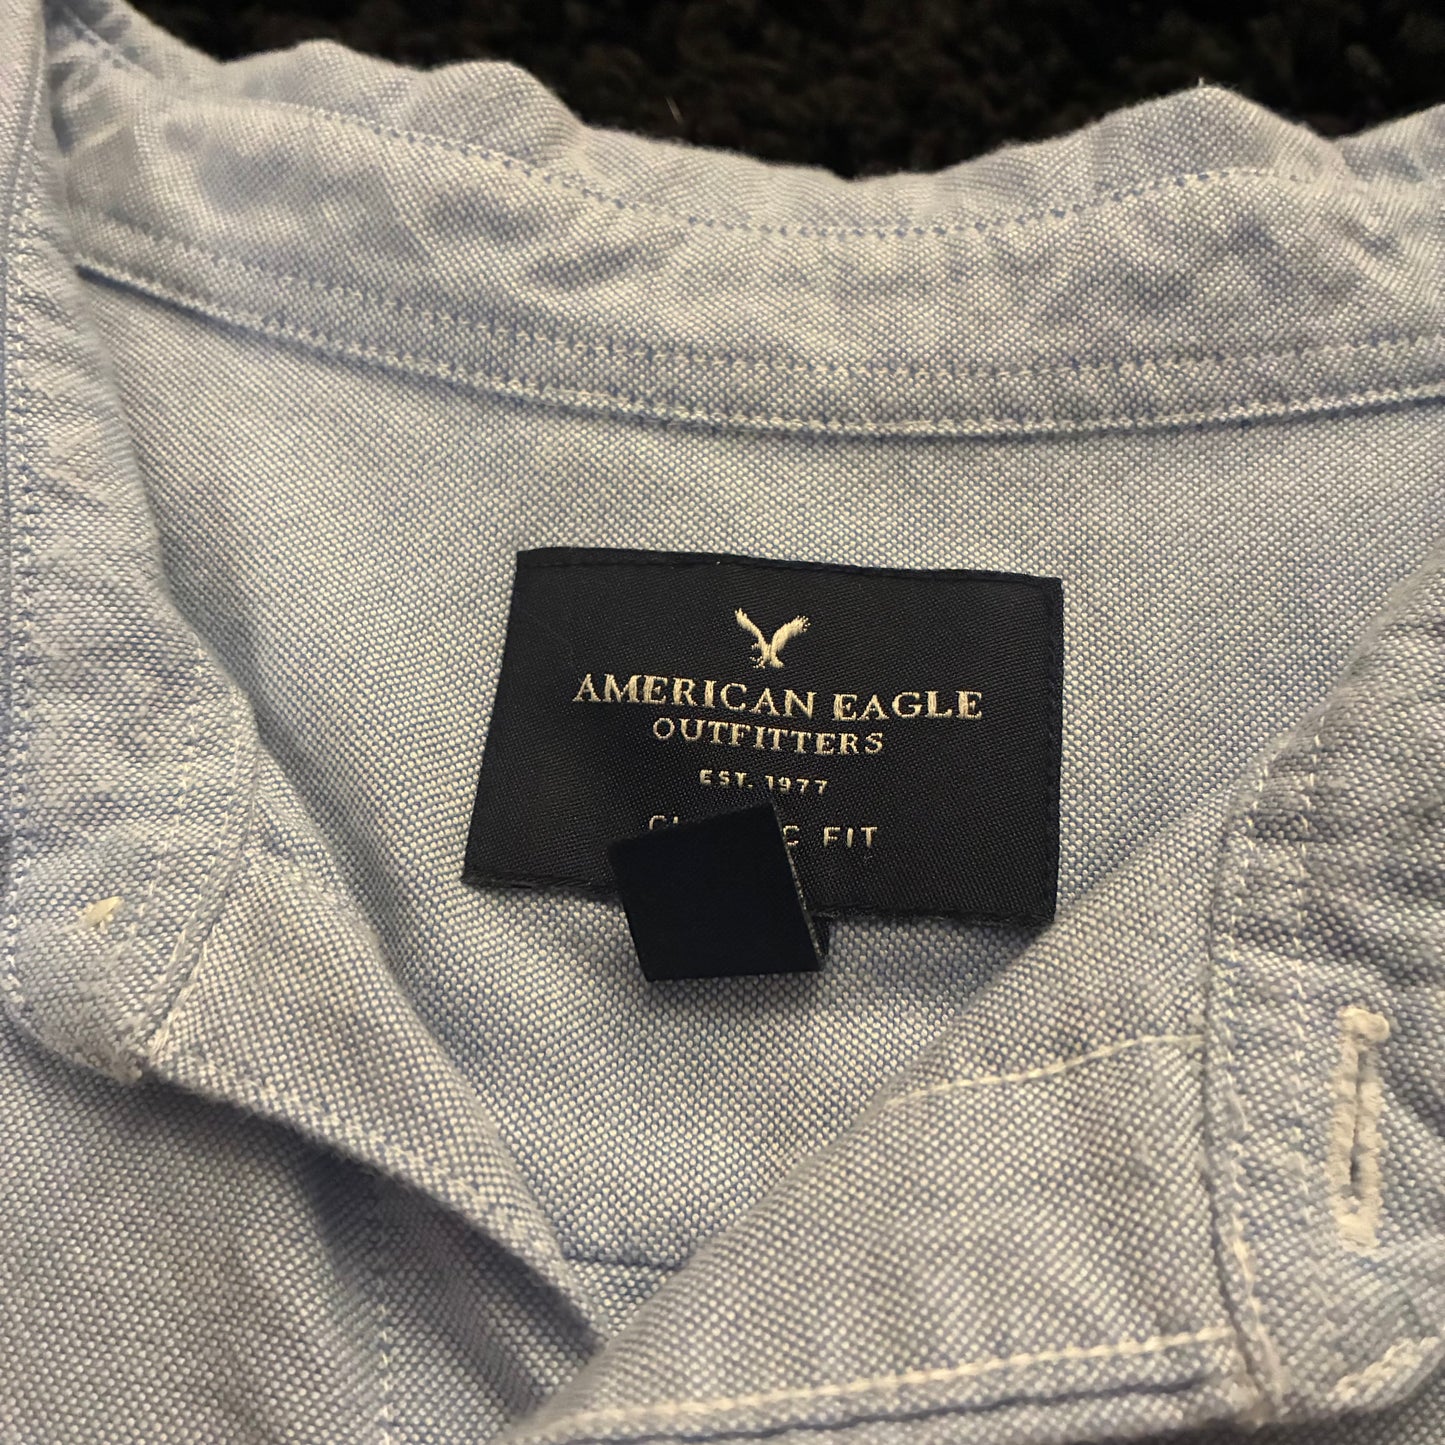 AMERICAN EAGLE
OUTFITTERS
EST. 1977
FIT